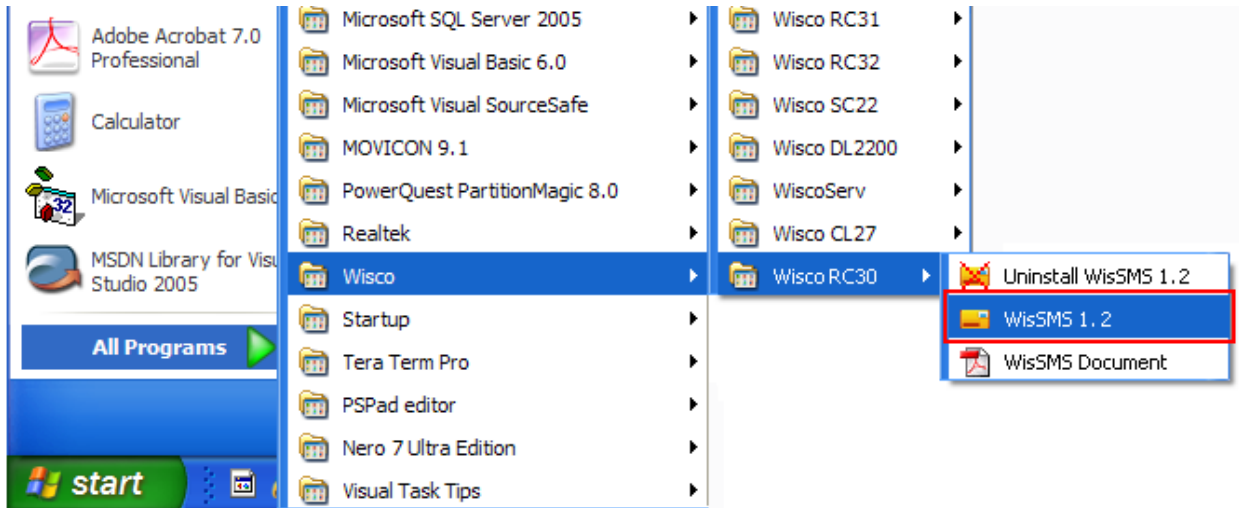 Adobe Acrobat 7.0
Professional
Calculator
Microsoft Visual Basic
32
MSDN Library for Visu
Studio 2005
All Programs
start
Microsoft SQL Server 2005
Microsoft Visual Basic 6.0
Microsoft Visual SourceSafe
MOVICON 9.1
PowerQuest PartitionMagic 8.0
Realtek
Wisco
Startup
Tera Term Pro
PSPad editor
Nero 7 Ultra Edition
Visual Task Tips
Wisco RC31
Wisco RC32
Wisco SC22
Wisco DL2200
WiscoServ
Wisco CL27
Wisco RC30
Uninstall WisSMS 1.2
WisSMS 1.2
WisSMS Document